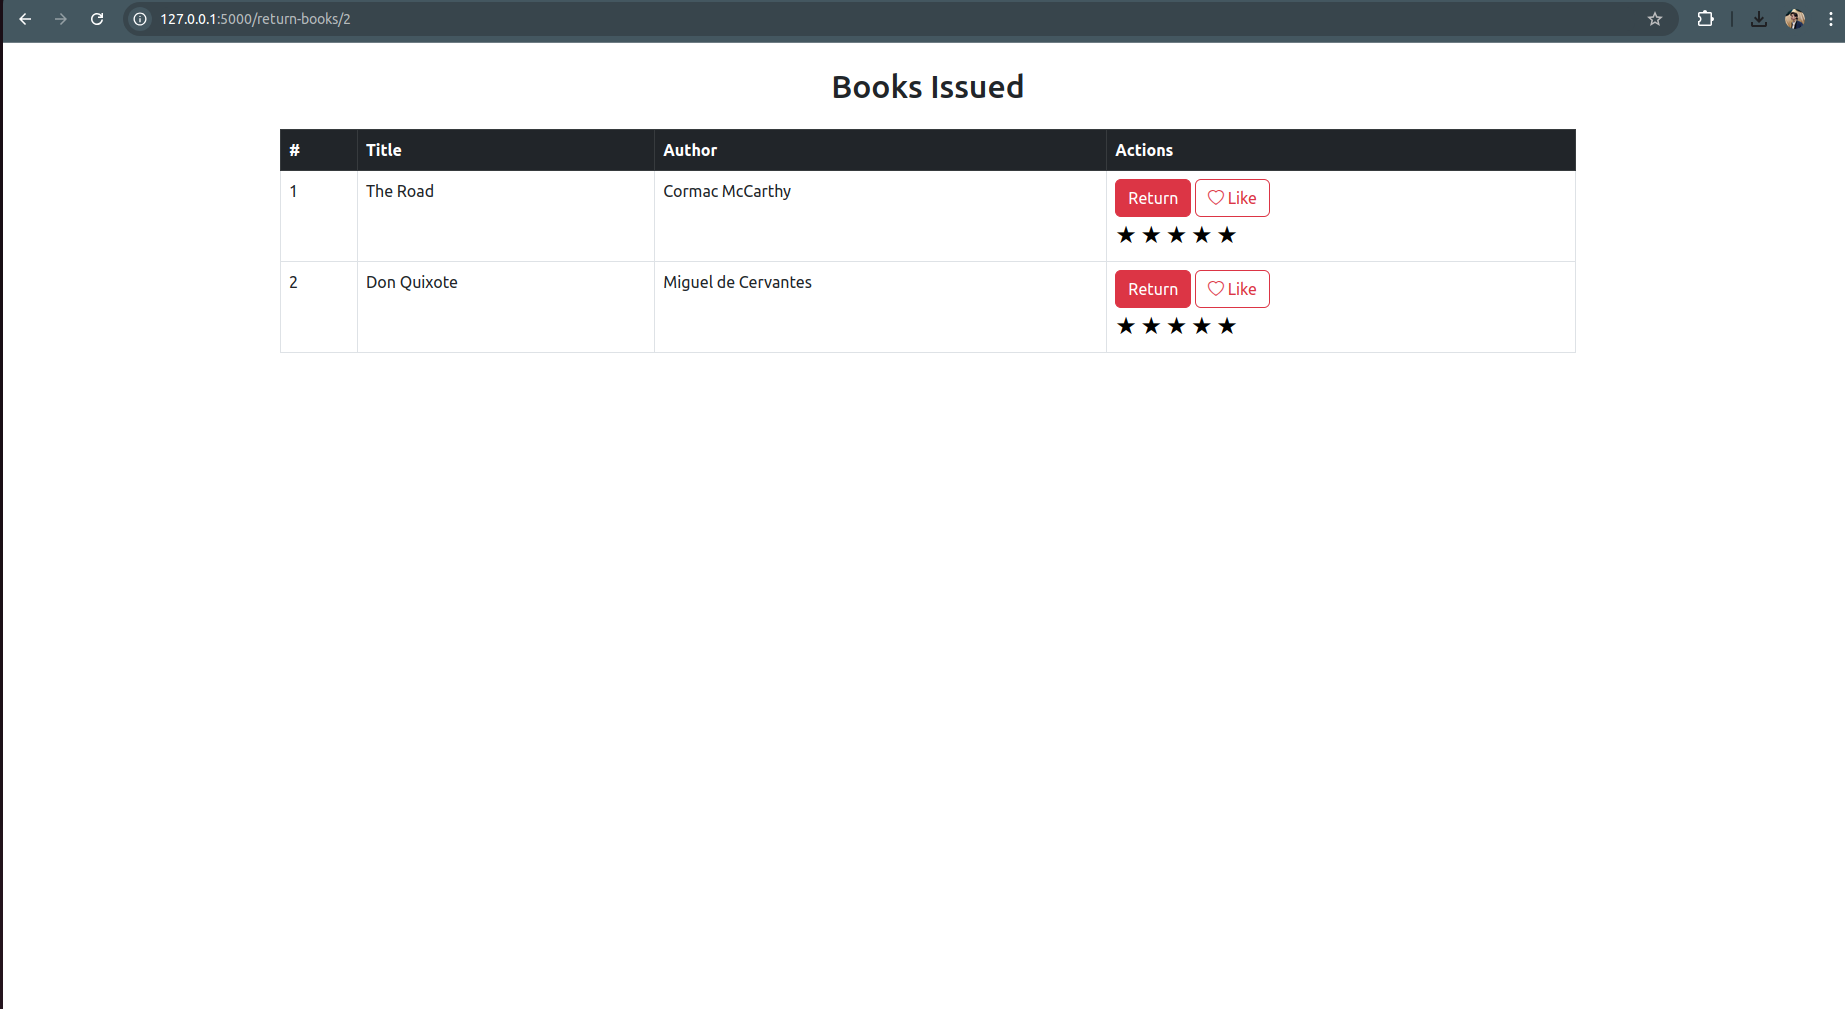 127.0.0.1:5000/return-books/2
Books Issued
# Title Author Actions
1 The Road Cormac McCarthy Return Like
★ ★ ★ ★ ★
2 Don Quixote Miguel de Cervantes Return Like
★ ★ ★ ★ ★